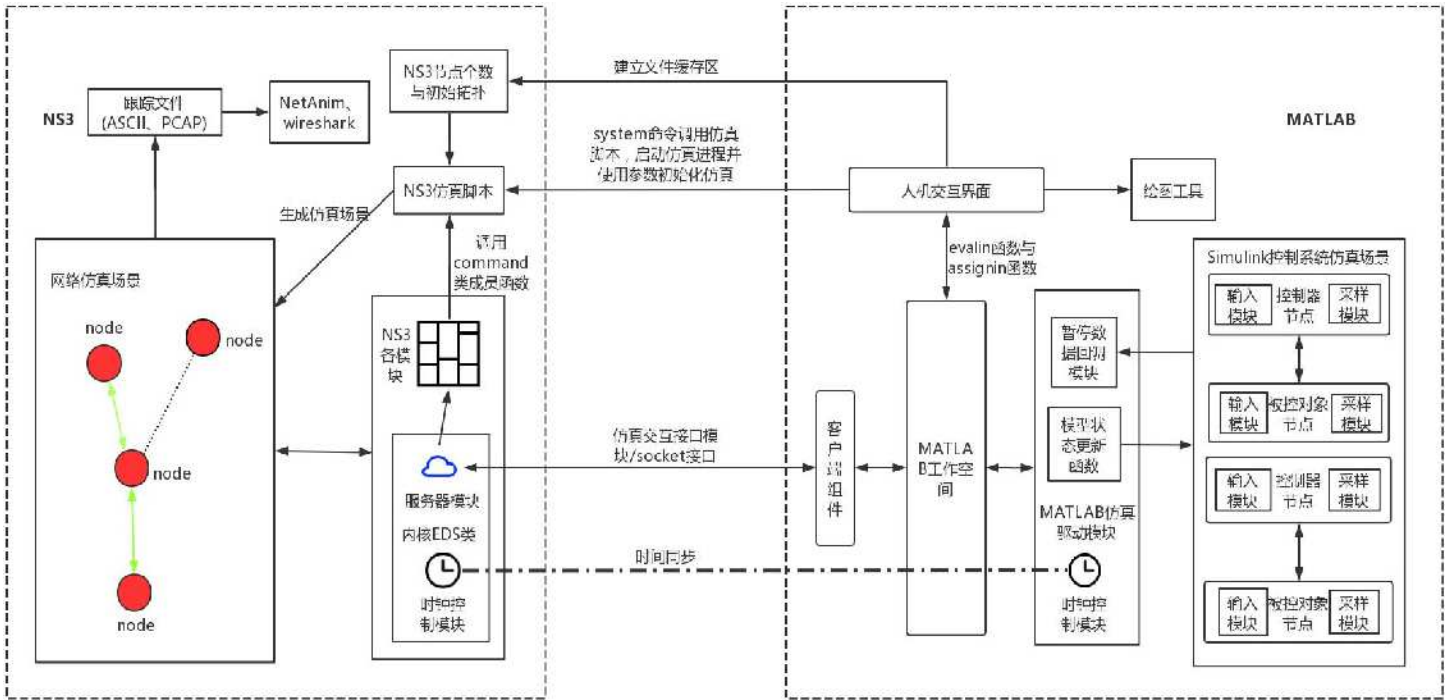 NS3
跟踪文件
(ASCII、PCAP)
NetAnim、
wireshark
NS3节点个数
与初始拓扑
建立文件缓存区
MATLAB
system命令调用仿真
脚本，启动仿真进程并
使用参数初始化仿真
NS3仿真脚本
人机交互界面
绘图工具
生成仿真场景
调用
command
类成员函数
evalin函数与
assignin函数
网络仿真场景
node
node
node
node
NS3
各模
块
服务器模块
内核EDS类
时钟控
制模块
仿真交互接口模
块/socket接口
时间同步
客
户
端
组
件
MATLA
B工作空
间
暂停数
据回调
模块
模型状
态更新
函数
MATLAB仿真
驱动模块
时钟控
制模块
Simulink控制系统仿真场景
输入
模块
控制器
节点
采样
模块
输入
模块
被控对象
节点
采样
模块
输入
模块
控制器
节点
采样
模块
输入
模块
被控对象
节点
采样
模块